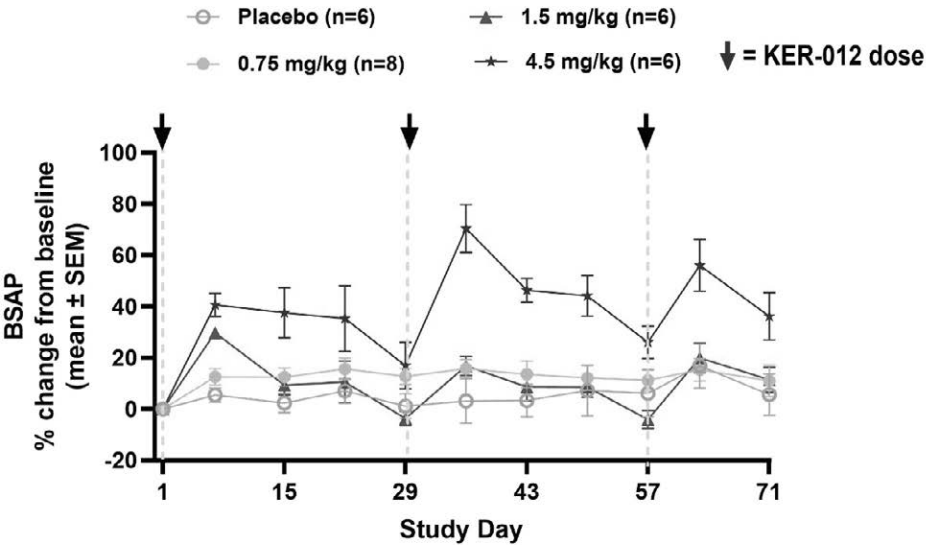 Placebo (n=6)
1.5 mg/kg (n=6)
0.75 mg/kg (n=8)
4.5 mg/kg (n=6)
= KER-012 dose
BSAP
% change from baseline
(mean ± SEM)
100
80
60
40
20
0
-20
1
15
29
43
57
71
Study Day